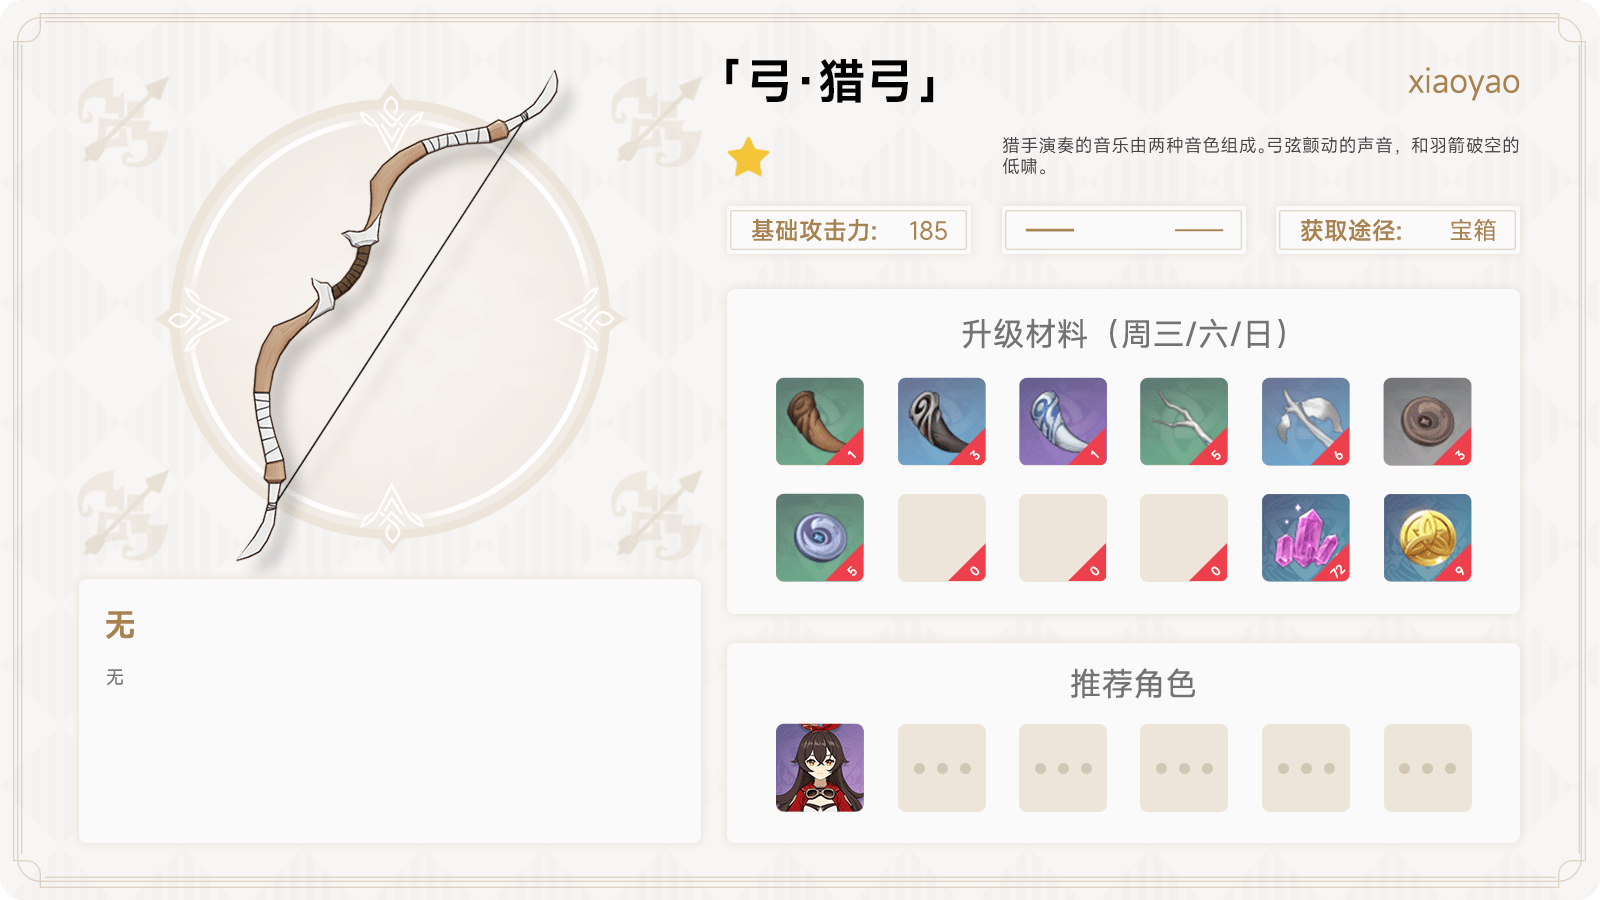 「弓·猎弓」
xiaoyao
猎手演奏的音乐由两种音色组成。弓弦颤动的声音，和羽箭破空的
低啸。
基础攻击力: 185
获取途径: 宝箱
升级材料（周三/六/日）
1 3 1 5 6 3
5 0 0 0 72 9
无
无
推荐角色